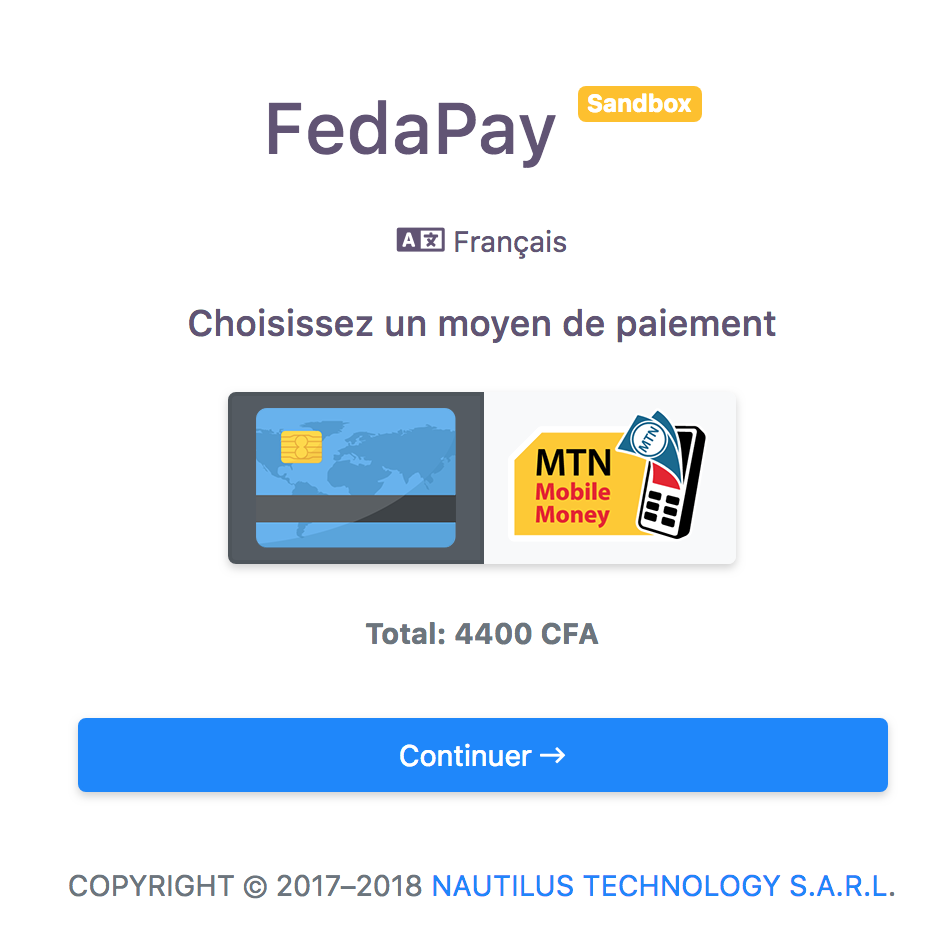 FedaPay Sandbox
Français
Choisissez un moyen de paiement
MTN
MTN
Mobile
Money
Total: 4400 CFA
Continuer →
COPYRIGHT © 2017–2018 NAUTILUS TECHNOLOGY S.A.R.L.